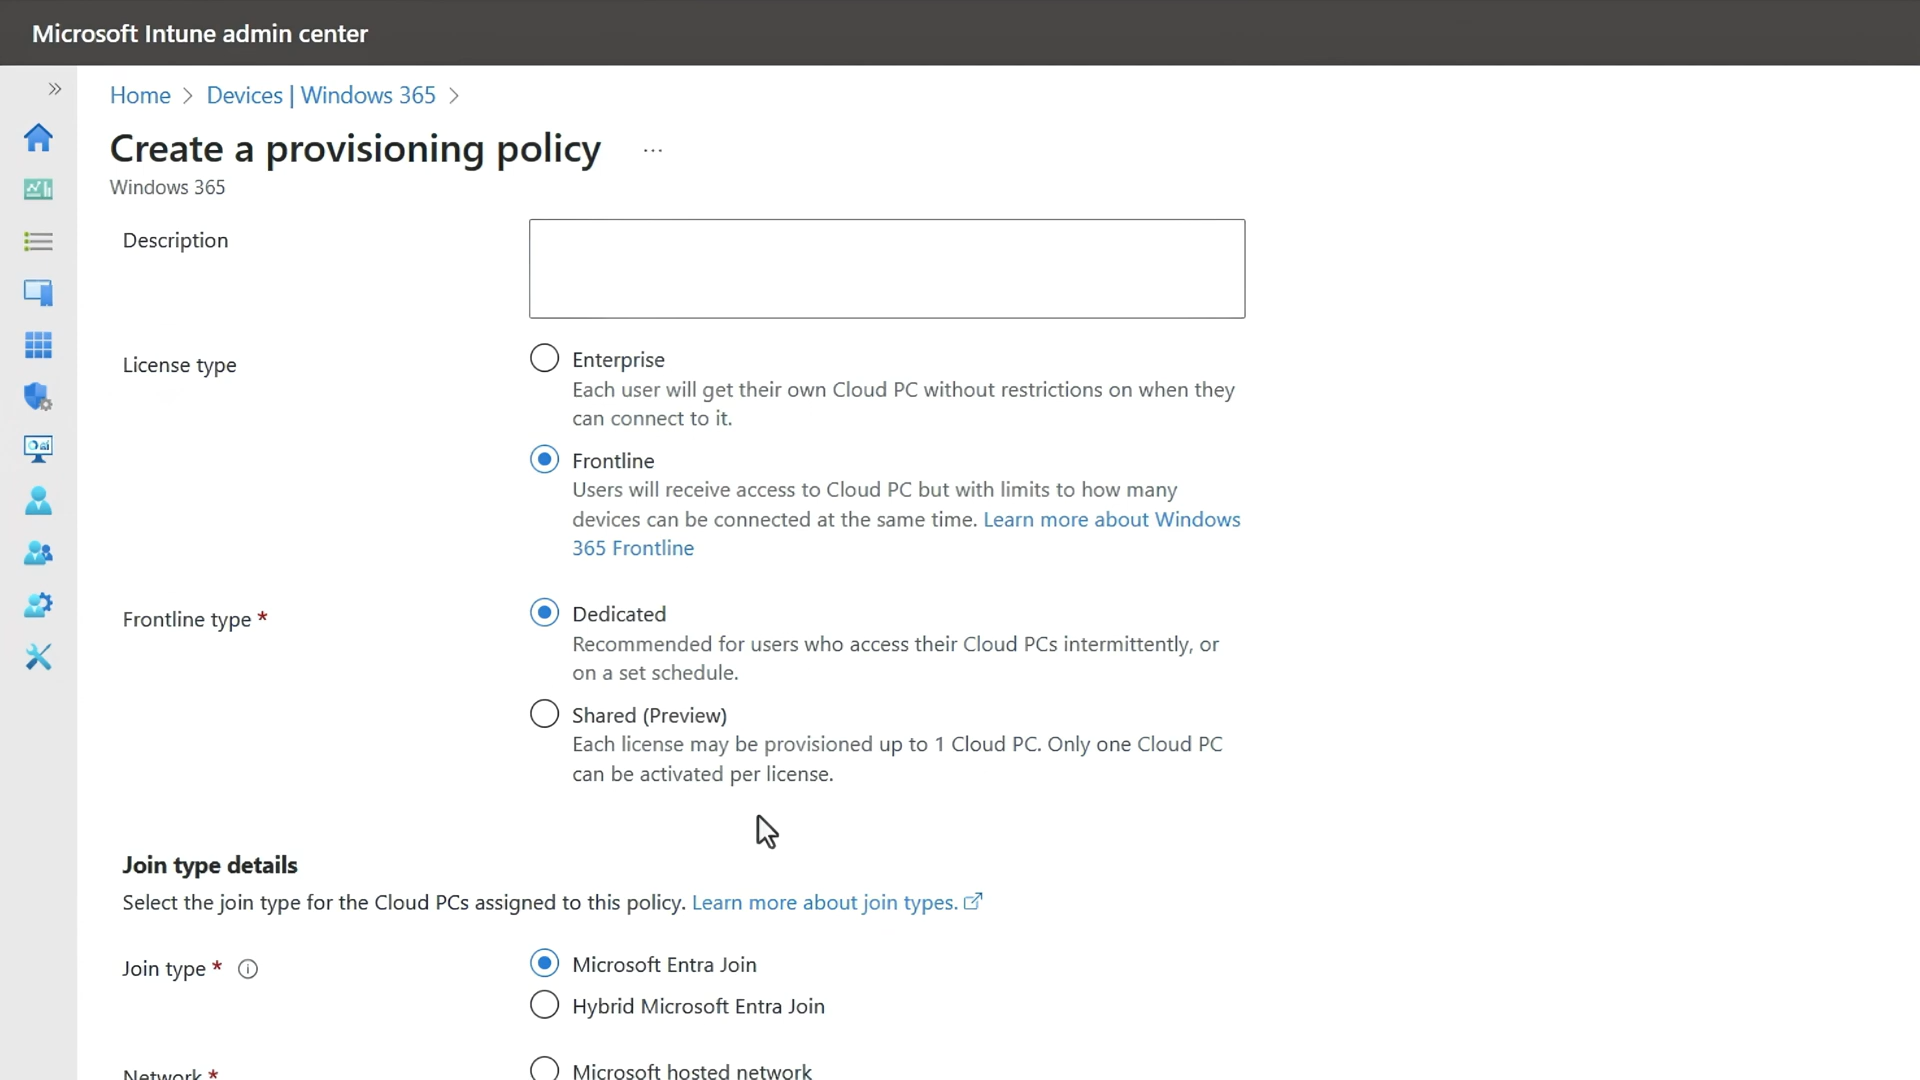 Microsoft Intune admin center
Home > Devices | Windows 365 >
Create a provisioning policy ...
Windows 365
Description
License type
Enterprise
Each user will get their own Cloud PC without restrictions on when they
can connect to it.
Frontline
Users will receive access to Cloud PC but with limits to how many
devices can be connected at the same time. Learn more about Windows
365 Frontline
Frontline type *
Dedicated
Recommended for users who access their Cloud PCs intermittently, or
on a set schedule.
Shared (Preview)
Each license may be provisioned up to 1 Cloud PC. Only one Cloud PC
can be activated per license.
Join type details
Select the join type for the Cloud PCs assigned to this policy. Learn more about join types.
Join type *
Microsoft Entra Join
Hybrid Microsoft Entra Join
Network *
Microsoft hosted network